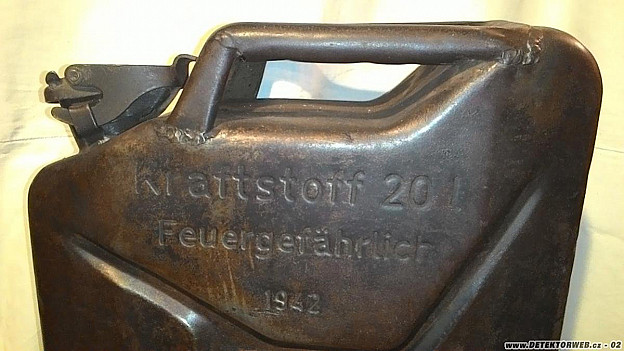 Kraftstoff 20 l
Feuergefährlich
1942
www.DETEKTORWEB.cz - 02